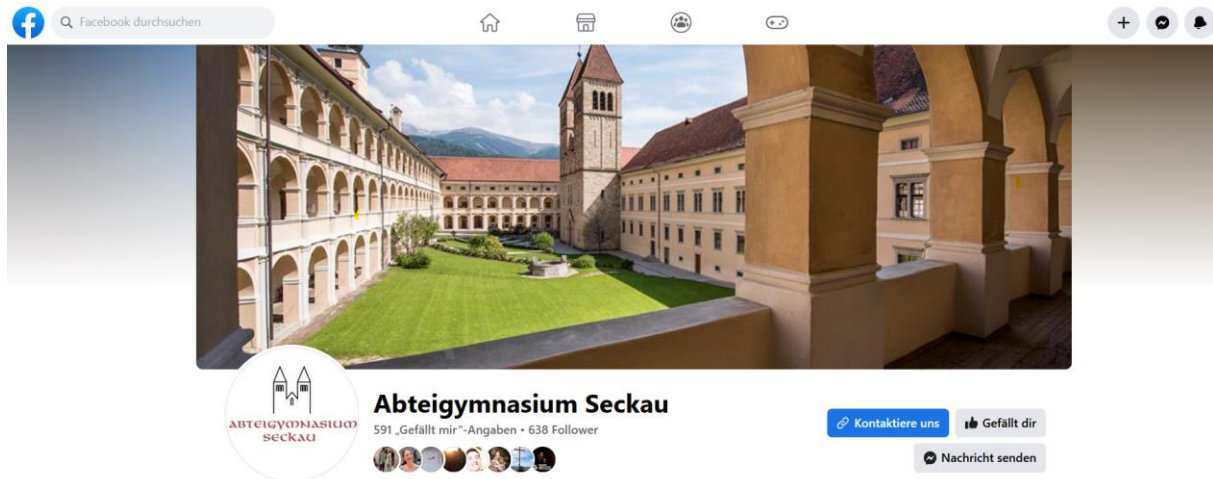 Facebook durchsuchen
ABTEIGYMNASIUM
SECKAU
Abteigymnasium Seckau
591 „Gefällt mir"-Angaben • 638 Follower
Kontaktiere uns
Gefällt dir
Nachricht senden